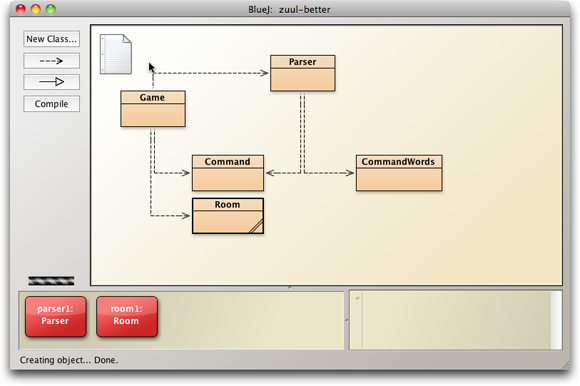 BlueJ: zuul-better
New Class...
Compile
Parser
Game
Command
CommandWords
Room
parser1:
Parser
room1:
Room
Creating object... Done.